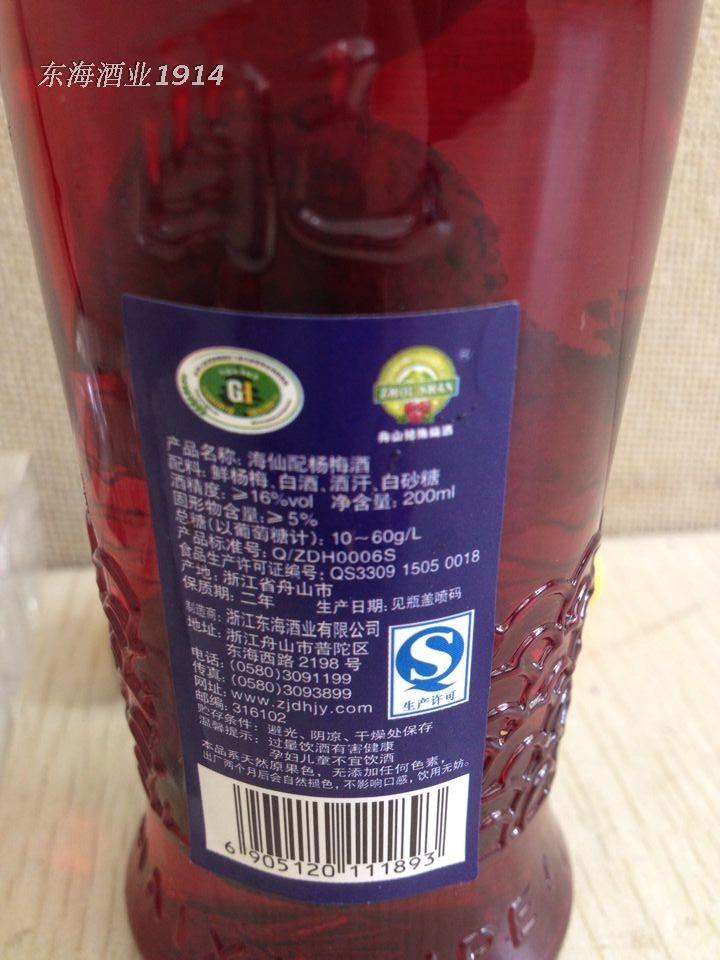 东海酒业1914
GI
ZHOUSHAN
产品名称：海仙配杨梅酒
配料：鲜杨梅、白酒、酒汗、白砂糖
酒精度：≥16%vol 净含量：200ml
固形物含量：≥5%
总糖(以葡萄糖计)：10～60g/L
产品标准号：Q/ZDH0006S
食品生产许可证编号：QS3309 1505 0018
产地：浙江省舟山市
保质期：二年 生产日期：见瓶盖喷码
制造商：浙江东海酒业有限公司
地址：浙江舟山市普陀区
东海西路2198号
电话：(0580)3091199
传真：(0580)3093899
网址：www.zjdhjy.com
邮编：316102
贮存条件：避光、阴凉、干燥处保存
温馨提示：过量饮酒有害健康
孕妇儿童不宜饮酒
本品系天然原果色，无添加任何色素，
出厂两个月后会自然褪色，不影响口感，饮用无妨。
生产许可
6 905120 111893